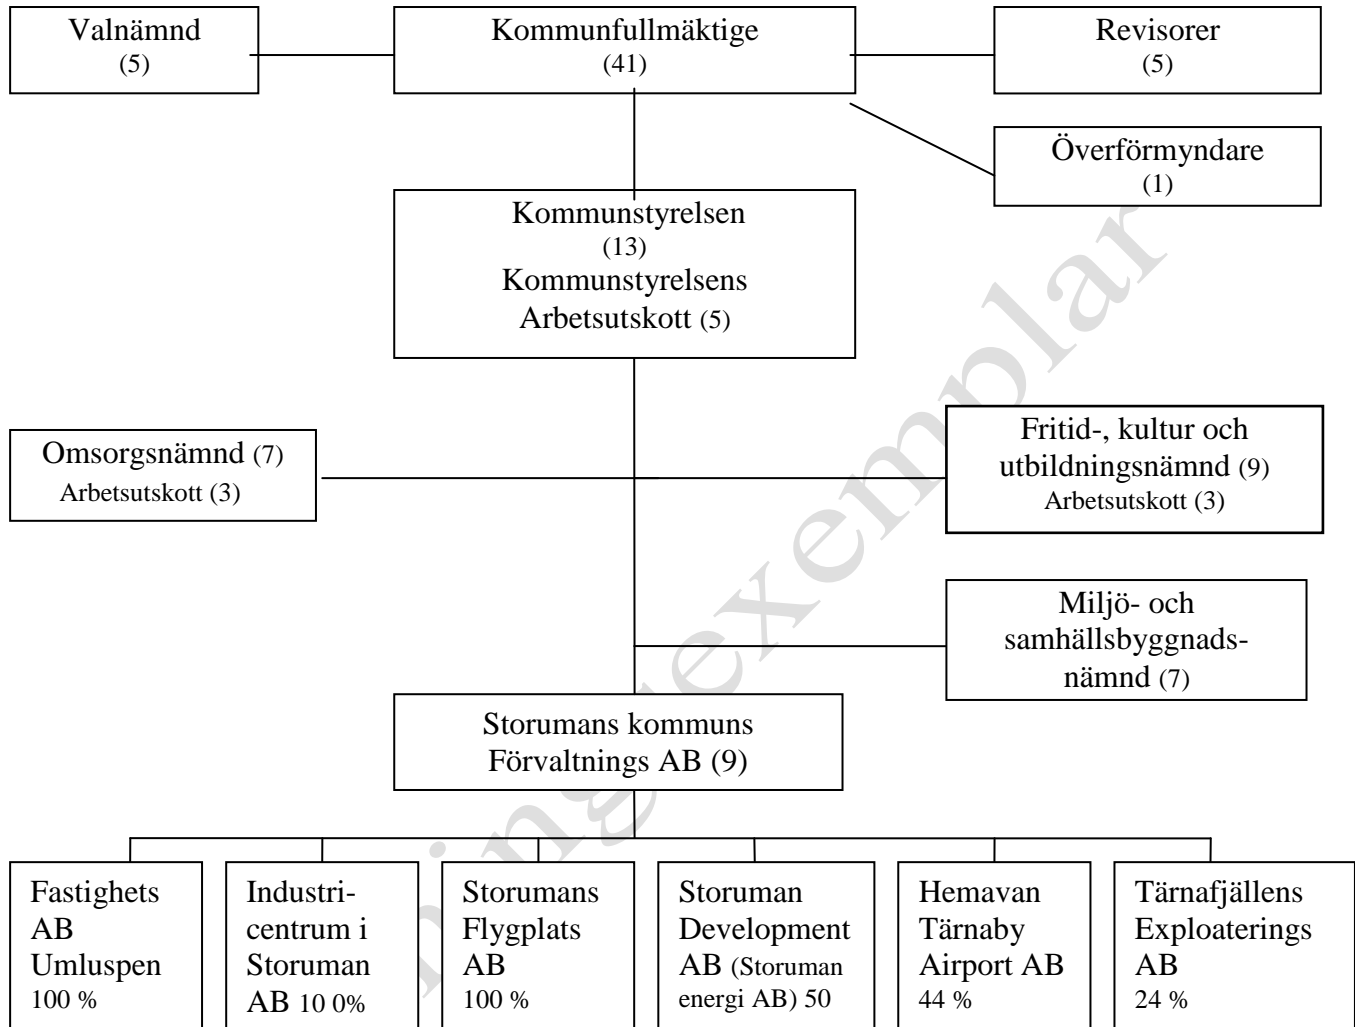 Valnämnd
(5)
Kommunfullmäktige
(41)
Revisorer
(5)
Överförmyndare
(1)
Kommunstyrelsen
(13)
Kommunstyrelsens
Arbetsutskott (5)
Omsorgsnämnd (7)
Arbetsutskott (3)
Fritid-, kultur och
utbildningsnämnd (9)
Arbetsutskott (3)
Miljö- och
samhällsbyggnads-
nämnd (7)
Storumans kommuns
Förvaltnings AB (9)
Fastighets
AB
Umluspen
100 %
Industri-
centrum i
Storuman
AB 10 0%
Storumans
Flygplats
AB
100 %
Storuman
Development
AB (Storuman
energi AB) 50
Hemavan
Tärnaby
Airport AB
44 %
Tärnafjällens
Exploaterings
AB
24 %
ingexemplar